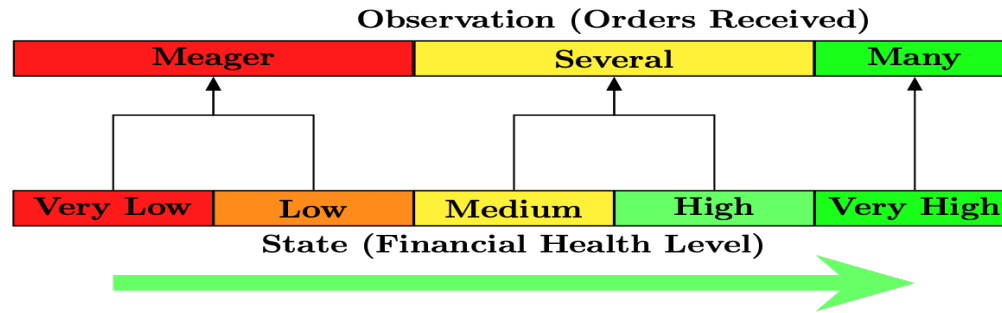 Observation (Orders Received)
Meager Several Many
Very Low Low Medium High Very High
State (Financial Health Level)